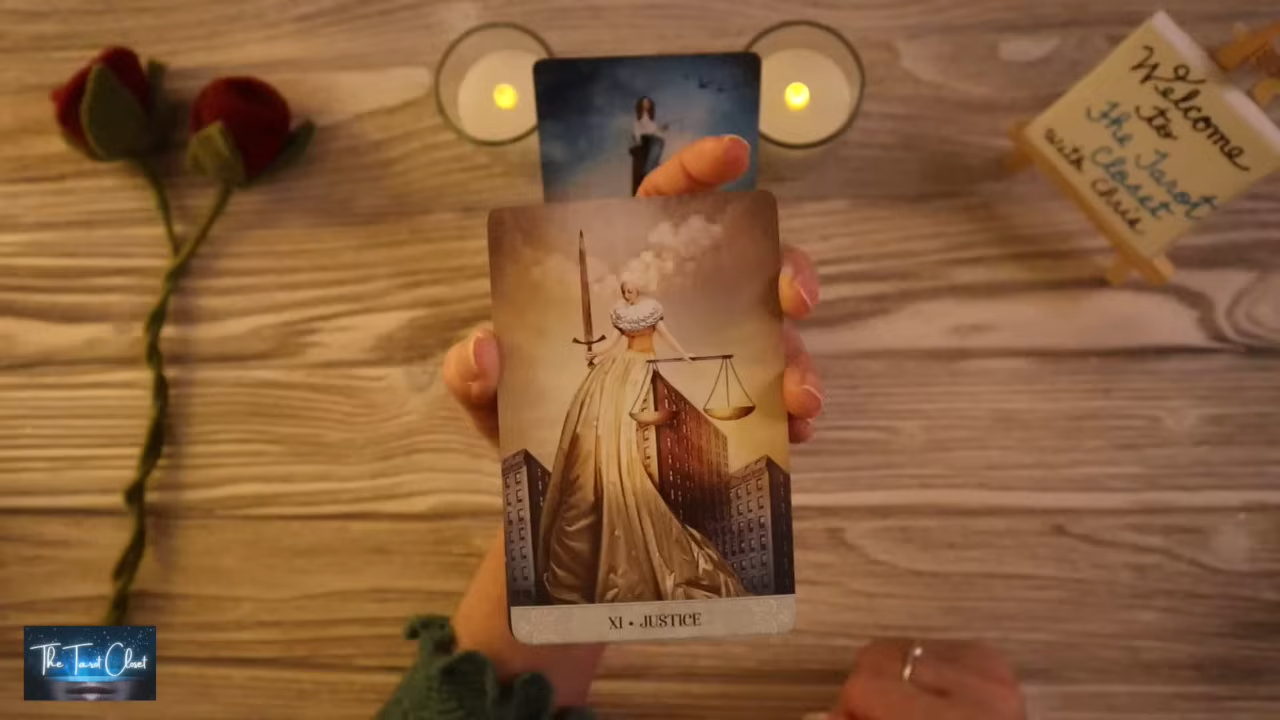 Welcome
To
The Tarot
Closet
with Chris
XI • JUSTICE
The Tarot Closet